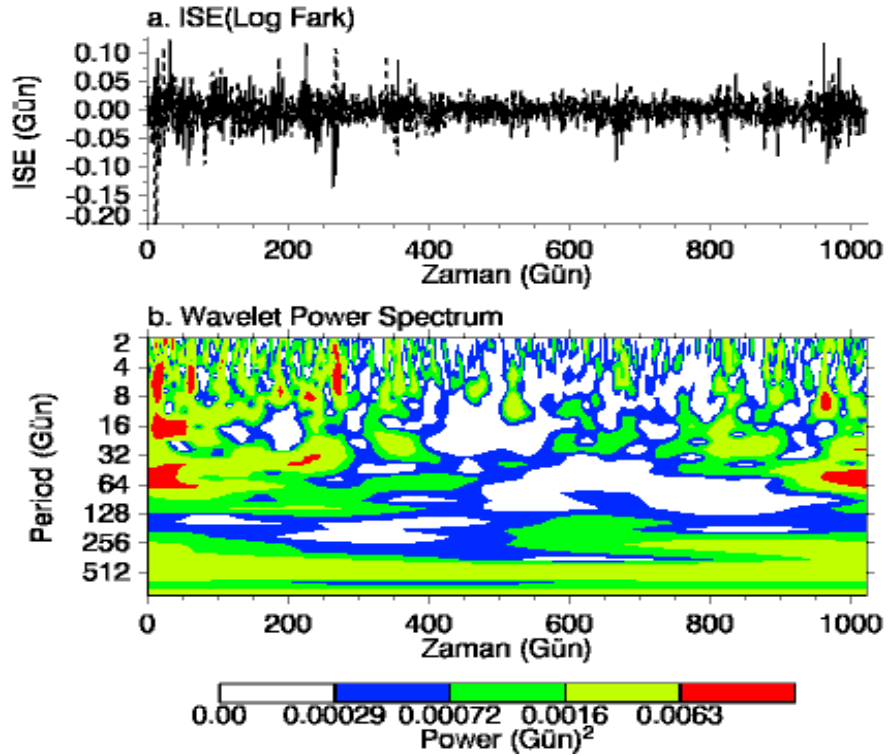 a. ISE(Log Fark)
ISE (Gün)
0.10
0.05
0.00
-0.05
-0.10
-0.15
-0.20
0 200 400 600 800 1000
Zaman (Gün)
b. Wavelet Power Spectrum
Period (Gün)
2
4
8
16
32
64
128
256
512
0 200 400 600 800 1000
Zaman (Gün)
0.00 0.00029 0.00072 0.0016 0.0063
Power (Gün)²